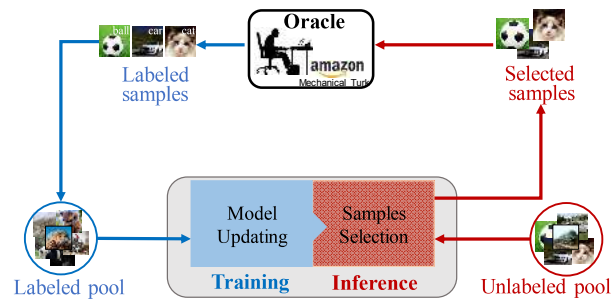 Oracle
ball
car
cat
amazon
Mechanical Turk
Labeled
samples
Selected
samples
Model
Updating
Samples
Selection
Training
Inference
Labeled pool
Unlabeled pool